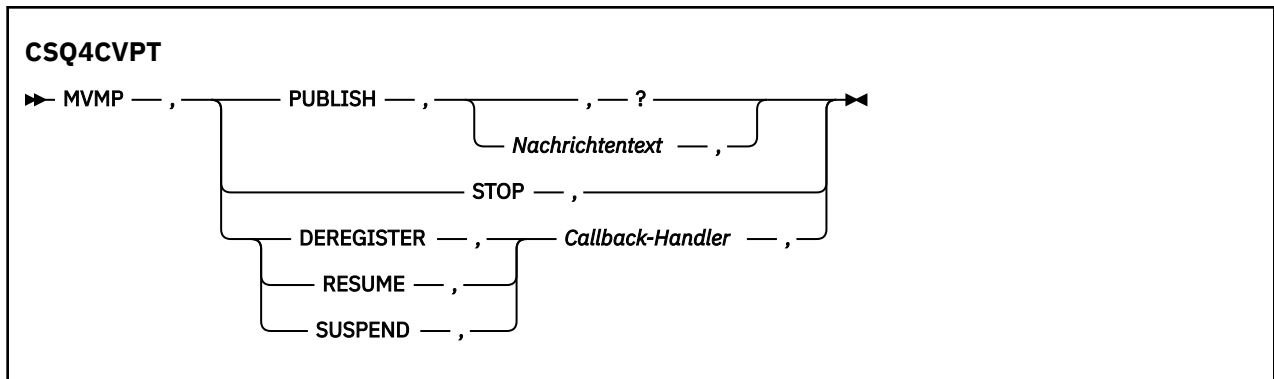 CSQ4CVPT
MVMP , PUBLISH , , ?
Nachrichtentext ,
STOP ,
DEREGISTER , Callback-Handler ,
RESUME ,
SUSPEND ,